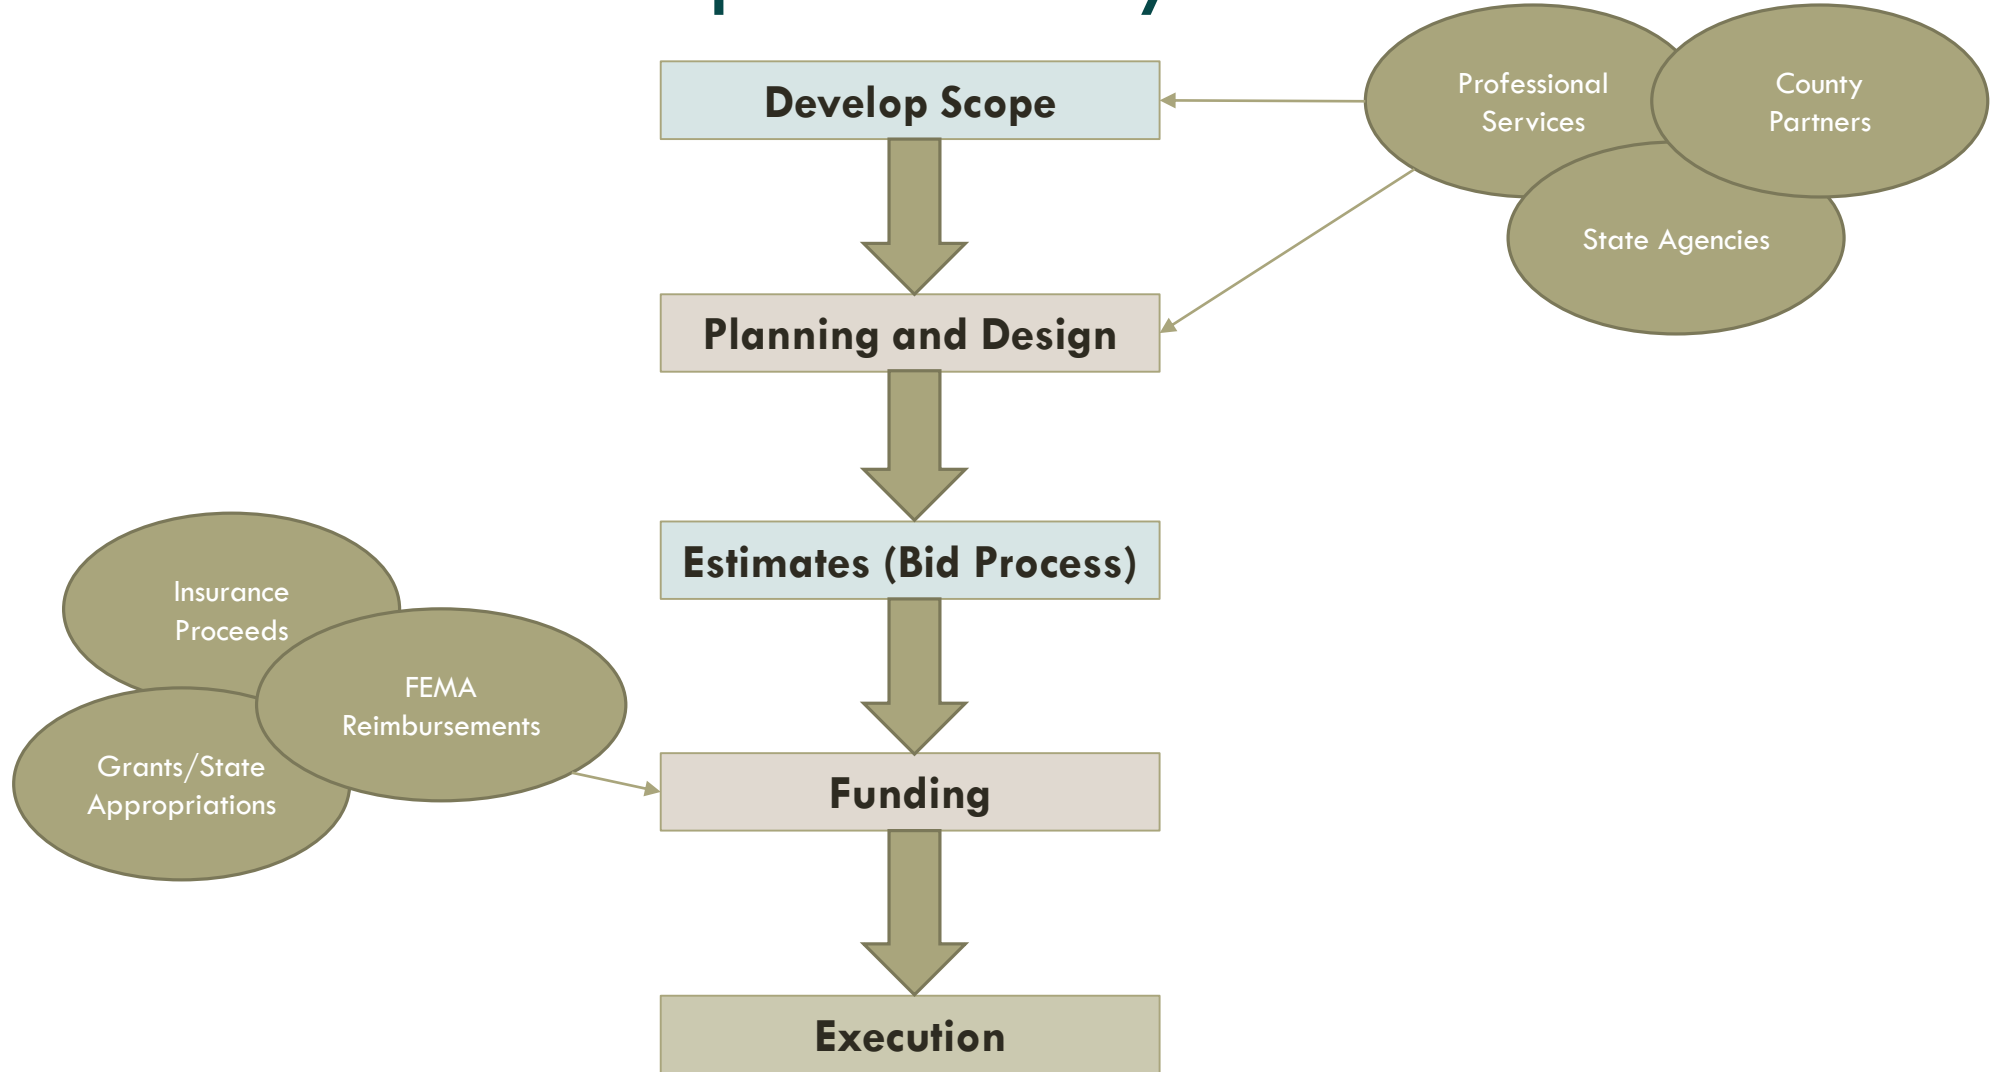 Develop Scope
Professional
Services
County
Partners
State Agencies
Planning and Design
Estimates (Bid Process)
Insurance
Proceeds
FEMA
Reimbursements
Grants/State
Appropriations
Funding
Execution